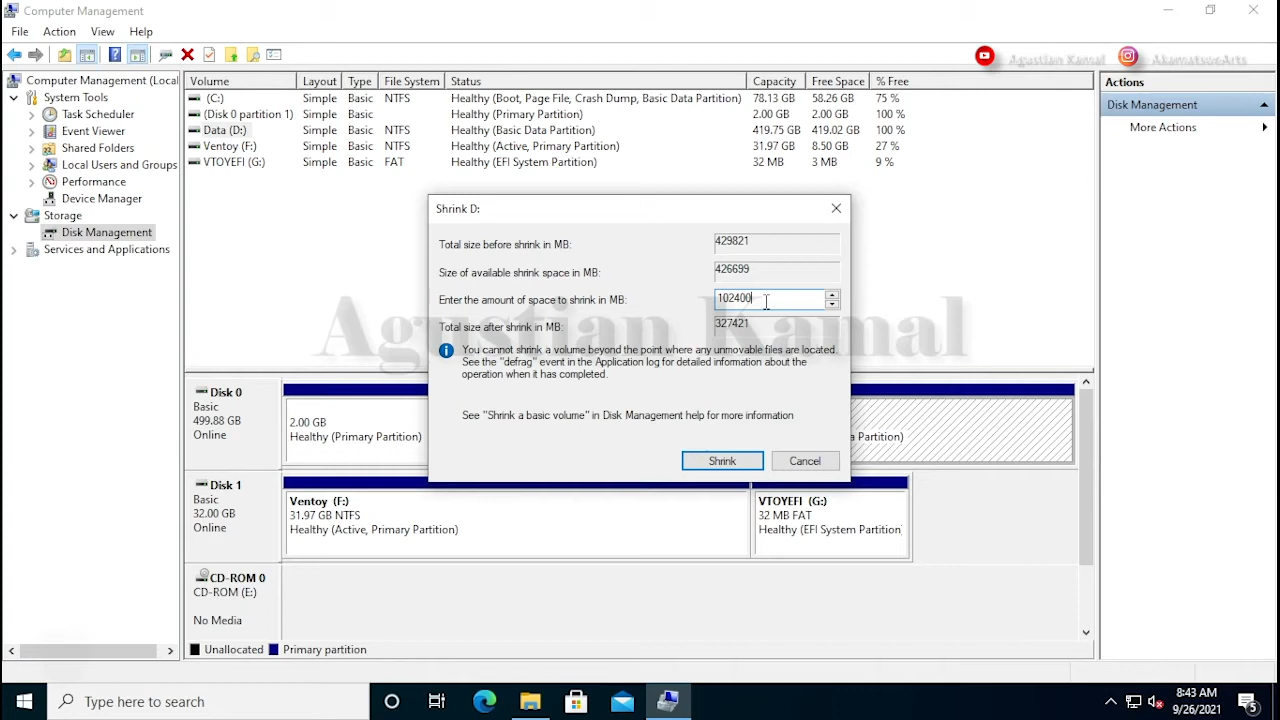 Computer Management
Agustian Kamal AkamatsuxArts
File Action View Help
Computer Management (Local
System Tools
Task Scheduler
Event Viewer
Shared Folders
Local Users and Groups
Performance
Device Manager
Storage
Disk Management
Services and Applications
Volume Layout Type File System Status Capacity Free Space % Free
(C:) Simple Basic NTFS Healthy (Boot, Page File, Crash Dump, Basic Data Partition) 78.13 GB 58.26 GB 75 %
(Disk 0 partition 1) Simple Basic Healthy (Primary Partition) 2.00 GB 2.00 GB 100 %
Data (D:) Simple Basic NTFS Healthy (Basic Data Partition) 419.75 GB 419.02 GB 100 %
Ventoy (F:) Simple Basic NTFS Healthy (Active, Primary Partition) 31.97 GB 8.50 GB 27 %
VTOYEFI (G:) Simple Basic FAT Healthy (EFI System Partition) 32 MB 3 MB 9 %
Actions
Disk Management
More Actions
Shrink D:
Total size before shrink in MB: 429821
Size of available shrink space in MB: 426699
Enter the amount of space to shrink in MB: 102400
Total size after shrink in MB: 327421
Agustian Kamal
You cannot shrink a volume beyond the point where any unmovable files are located.
See the "defrag" event in the Application log for detailed information about the
operation when it has completed.
See "Shrink a basic volume" in Disk Management help for more information
Shrink Cancel
Disk 0
Basic
499.88 GB
Online
2.00 GB
Healthy (Primary Partition)
a Partition)
Disk 1
Basic
32.00 GB
Online
Ventoy (F:)
31.97 GB NTFS
Healthy (Active, Primary Partition)
VTOYEFI (G:)
32 MB FAT
Healthy (EFI System Partition
CD-ROM 0
CD-ROM (E:)
No Media
Unallocated Primary partition
Type here to search
8:43 AM
9/26/2021
5